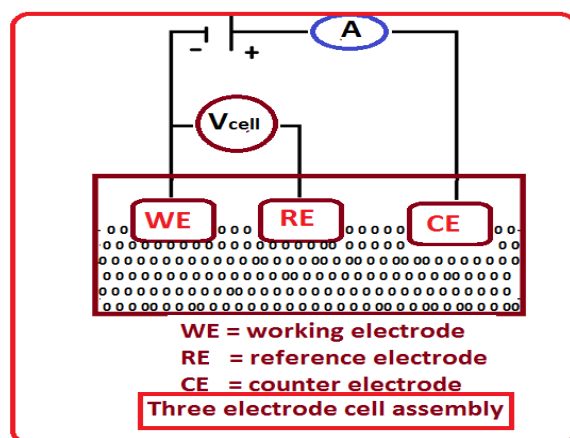 - +
A
Vcell
WE RE CE
WE = working electrode
RE = reference electrode
CE = counter electrode
Three electrode cell assembly